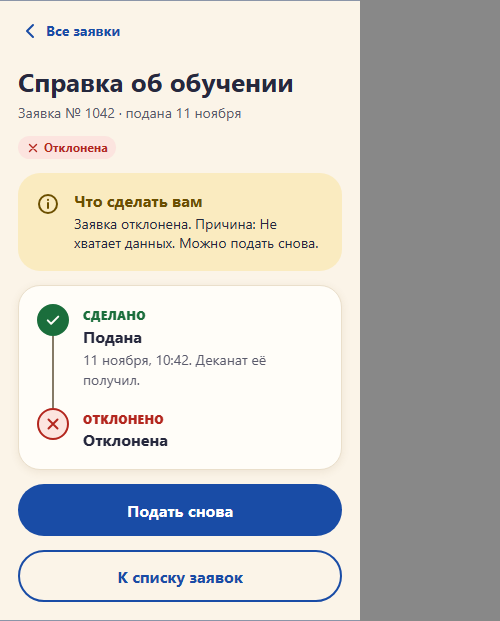 Все заявки
Справка об обучении
Заявка № 1042 · подана 11 ноября
Отклонена
Что сделать вам
Заявка отклонена. Причина: Не
хватает данных. Можно подать снова.
СДЕЛАНО
Подана
11 ноября, 10:42. Деканат её
получил.
ОТКЛОНЕНО
Отклонена
Подать снова
К списку заявок